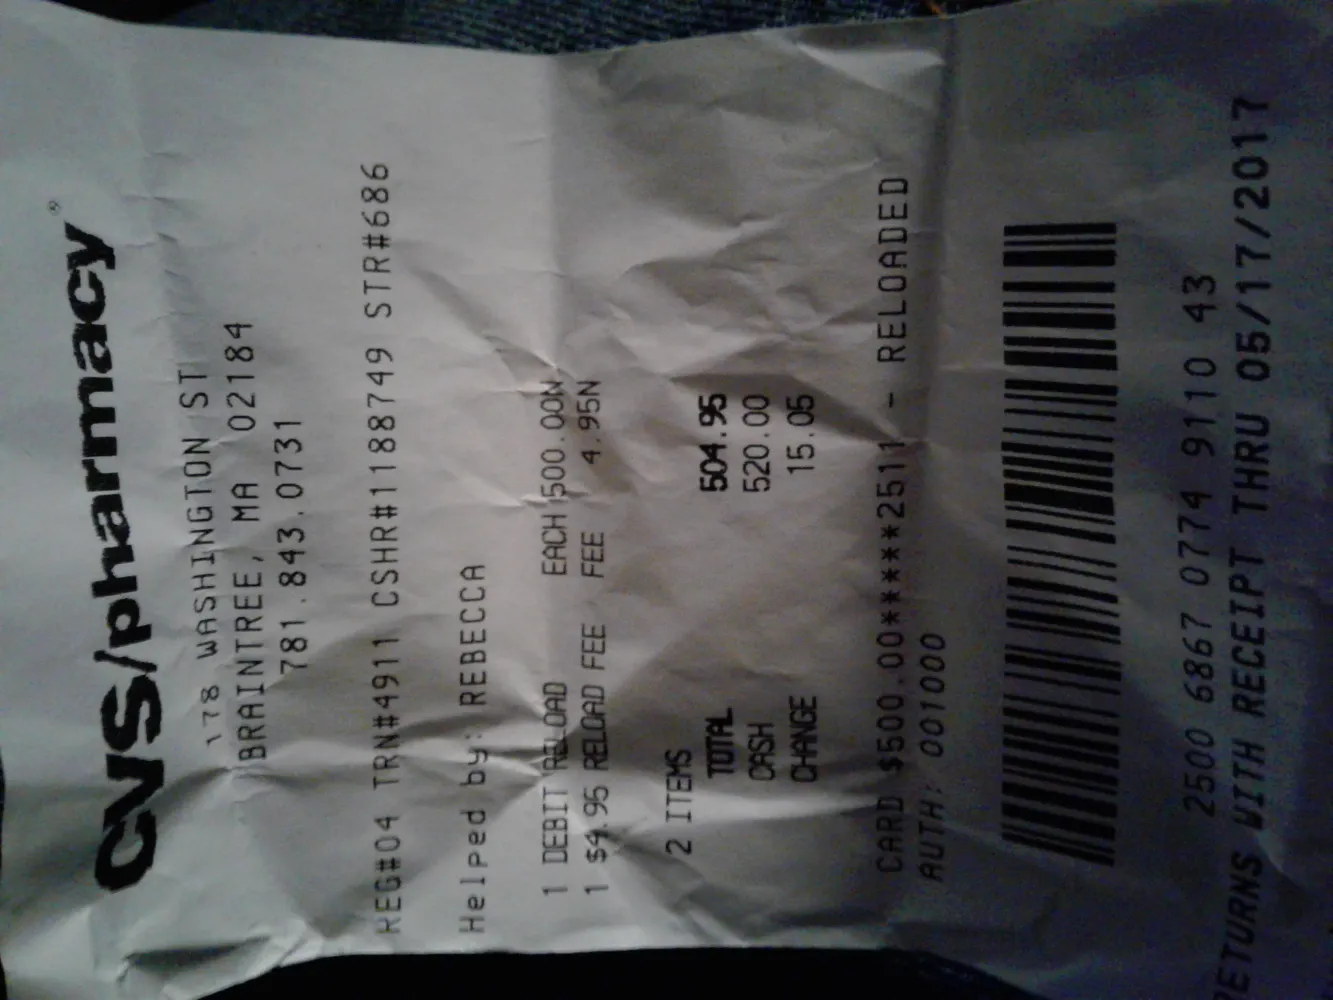 CVS/pharmacy®
178 WASHINGTON ST
BRAINTREE, MA 02184
781.843.0731
REG#04 TRN#4911 CSHR#1188749 STR#686
Helped by: REBECCA
1 DEBIT RELOAD EACH 500.00N
1 $4.95 RELOAD FEE FEE 4.95N
2 ITEMS
TOTAL 504.95
CASH 520.00
CHANGE 15.05
CARD $500.00******2511 - RELOADED
AUTH: 001000
2500 6867 0774 9110 43
RETURNS WITH RECEIPT THRU 05/17/2017